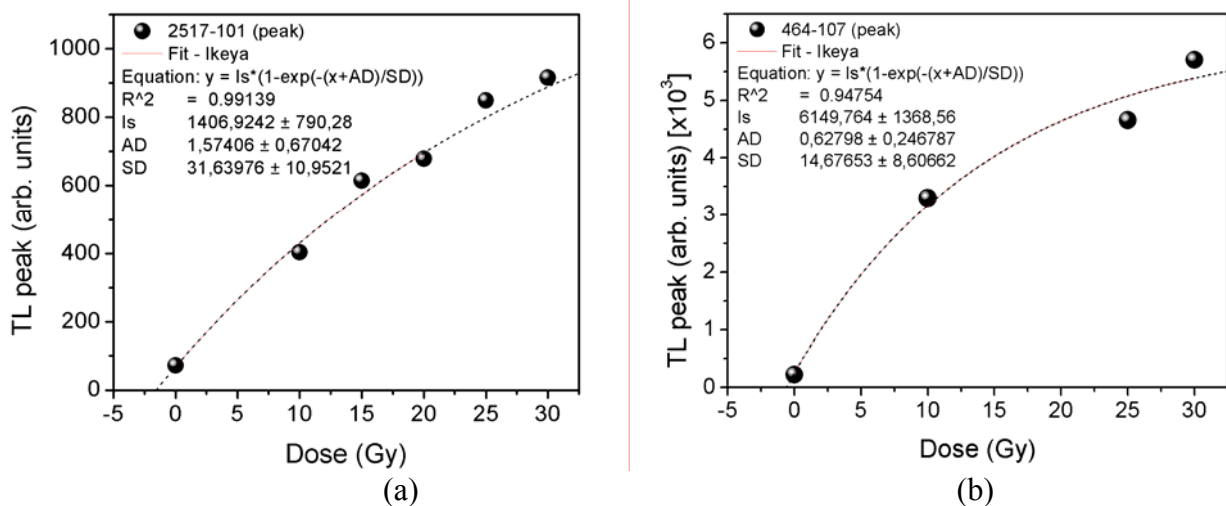 2517-101 (peak)
Fit - Ikeya
Equation: y = Is*(1-exp(-(x+AD)/SD))
R^2 = 0.99139
Is 1406,9242 ± 790,28
AD 1,57406 ± 0,67042
SD 31,63976 ± 10,9521
1000
800
600
400
200
0
TL peak (arb. units)
-5 0 5 10 15 20 25 30
Dose (Gy)
(a)
464-107 (peak)
Fit - Ikeya
Equation: y = Is*(1-exp(-(x+AD)/SD))
R^2 = 0.94754
Is 6149,764 ± 1368,56
AD 0,62798 ± 0,246787
SD 14,67653 ± 8,60662
6
5
4
3
2
1
0
TL peak (arb. units) [x10^3]
-5 0 5 10 15 20 25 30
Dose (Gy)
(b)